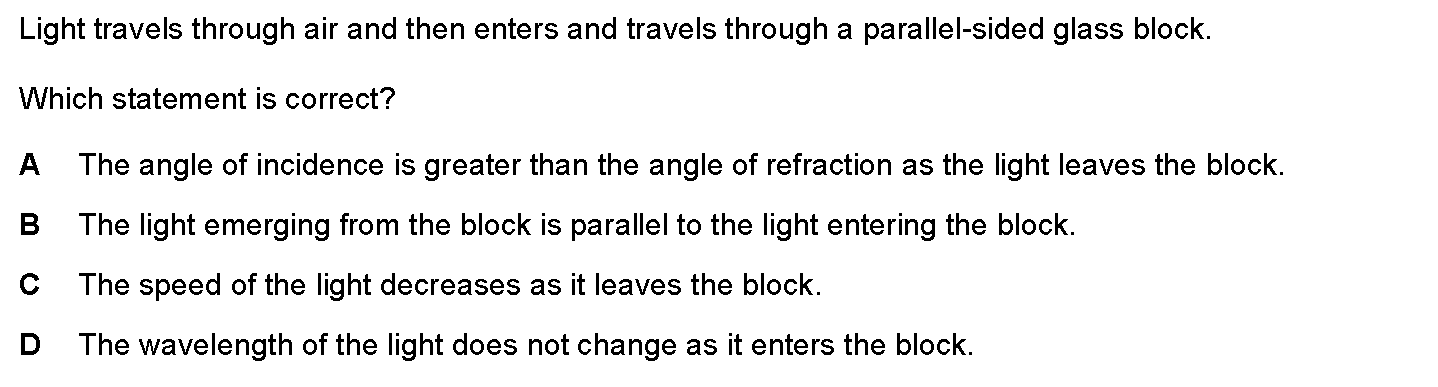 Light travels through air and then enters and travels through a parallel-sided glass block.
Which statement is correct?
A The angle of incidence is greater than the angle of refraction as the light leaves the block.
B The light emerging from the block is parallel to the light entering the block.
C The speed of the light decreases as it leaves the block.
D The wavelength of the light does not change as it enters the block.